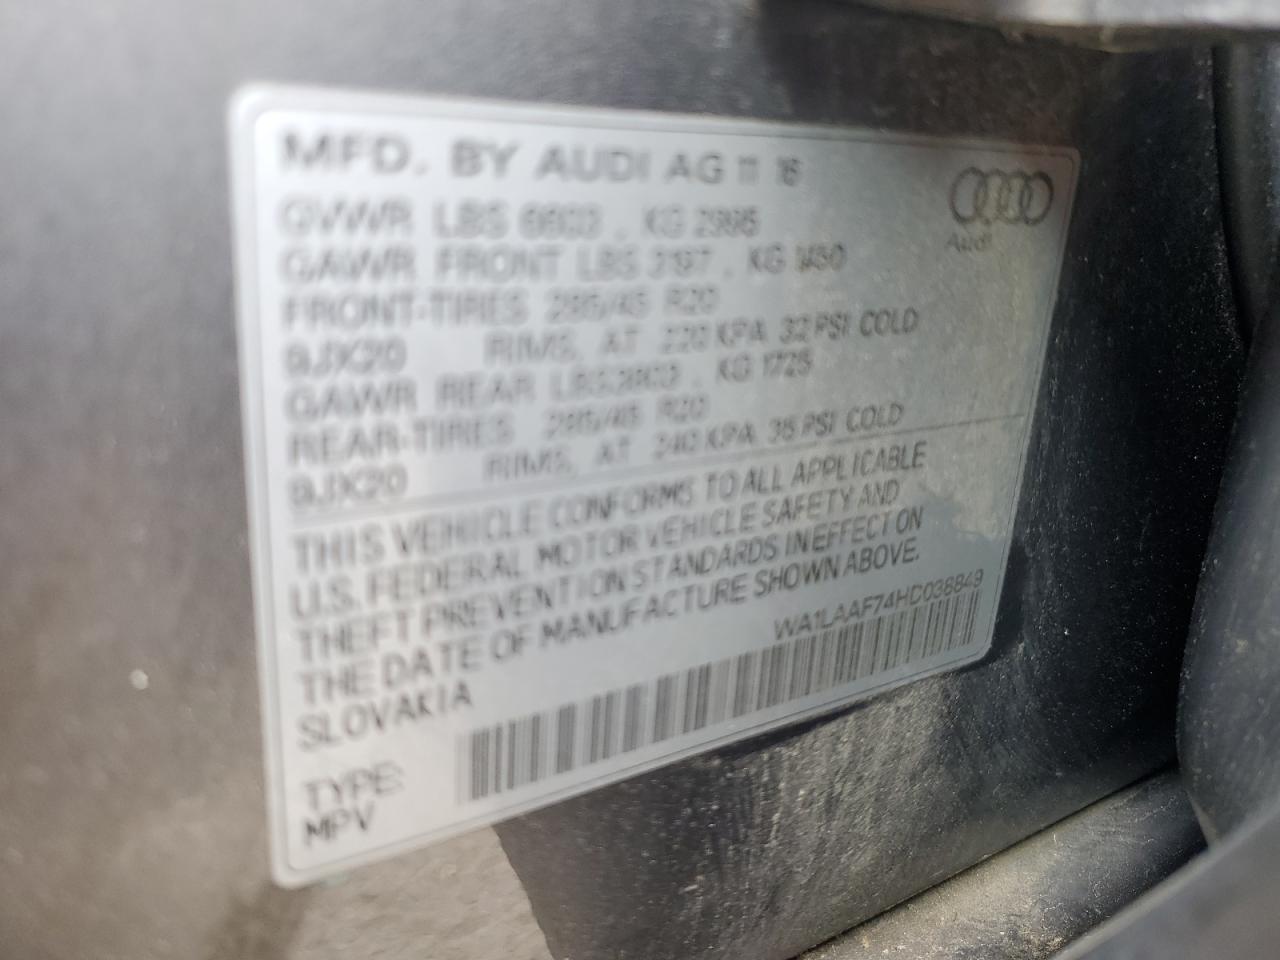 MFD. BY AUDI AG 11 16
GVWR LBS 6603 . KG 2995
GAWR FRONT LBS 3197 . KG 1450
FRONT-TIRES 285/45 R20
9JX20 RIMS, AT 220 KPA 32 PSI COLD
GAWR REAR LBS 3803 . KG 1725
REAR-TIRES 285/45 R20
9JX20 RIMS, AT 240 KPA 35 PSI COLD
THIS VEHICLE CONFORMS TO ALL APPLICABLE
U.S. FEDERAL MOTOR VEHICLE SAFETY AND
THEFT PREVENTION STANDARDS IN EFFECT ON
THE DATE OF MANUFACTURE SHOWN ABOVE.
SLOVAKIA
WA1LAAF74HD038849
TYPE:
MPV
Audi